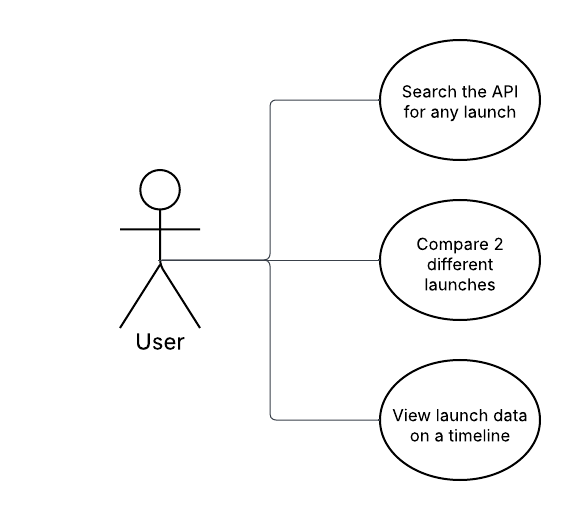 Search the API
for any launch
Compare 2
different
launches
User
View launch data
on a timeline